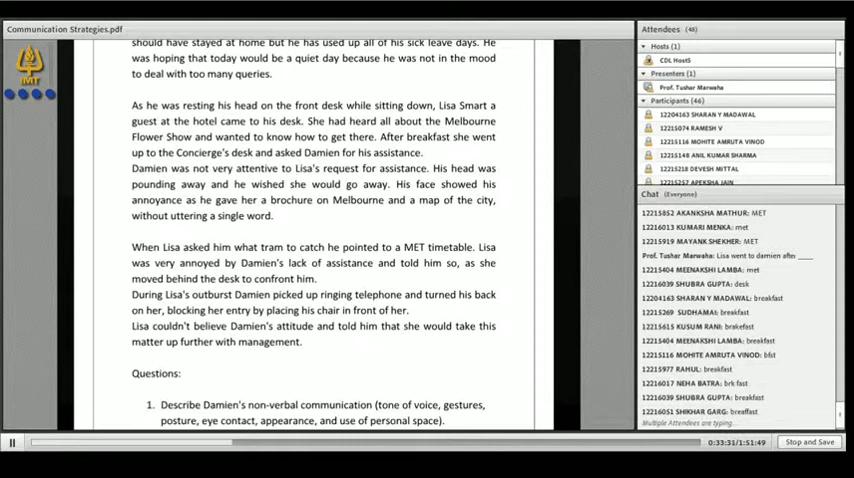 Communication Strategies.pdf
IMT
should have stayed at home but he has used up all of his sick leave days. He
was hoping that today would be a quiet day because he was not in the mood
to deal with too many queries.
As he was resting his head on the front desk while sitting down, Lisa Smart a
guest at the hotel came to his desk. She had heard all about the Melbourne
Flower Show and wanted to know how to get there. After breakfast she went
up to the Concierge's desk and asked Damien for his assistance.
Damien was not very attentive to Lisa's request for assistance. His head was
pounding away and he wished she would go away. His face showed his
annoyance as he gave her a brochure on Melbourne and a map of the city,
without uttering a single word.
When Lisa asked him what tram to catch he pointed to a MET timetable. Lisa
was very annoyed by Damien's lack of assistance and told him so, as she
moved behind the desk to confront him.
During Lisa's outburst Damien picked up ringing telephone and turned his back
on her, blocking her entry by placing his chair in front of her.
Lisa couldn't believe Damien's attitude and told him that she would take this
matter up further with management.
Questions:
1. Describe Damien's non-verbal communication (tone of voice, gestures,
posture, eye contact, appearance, and use of personal space).
Attendees (48)
Hosts (1)
CDL Host5
Presenters (1)
Prof. Tushar Marwaha
Participants (46)
12204163 SHARAN Y MADAWAL
12215074 RAMESH V
12215116 MOHITE AMRUTA VINOD
12215148 ANIL KUMAR SHARMA
12215218 DEVESH MITTAL
12215257 APEKSHA JAIN
Chat (Everyone)
12215852 AKANKSHA MATHUR: MET
12216013 KUMARI MENKA: met
12215919 MAYANK SHEKHER: MET
Prof. Tushar Marwaha: Lisa went to damien after ____
12215404 MEENAKSHI LAMBA: met
12216039 SHUBRA GUPTA: desk
12204163 SHARAN Y MADAWAL: breakfast
12215269 SUDHAMAI: breakfast
12215615 KUSUM RANI: brakefast
12215404 MEENAKSHI LAMBA: breakfast
12215116 MOHITE AMRUTA VINOD: bfst
12215977 RAHUL: breakfast
12216017 NEHA BATRA: brk fast
12216039 SHUBRA GUPTA: breakfast
12216051 SHIKHAR GARG: breaffast
Multiple Attendees are typing...
0:33:31/1:51:49
Stop and Save